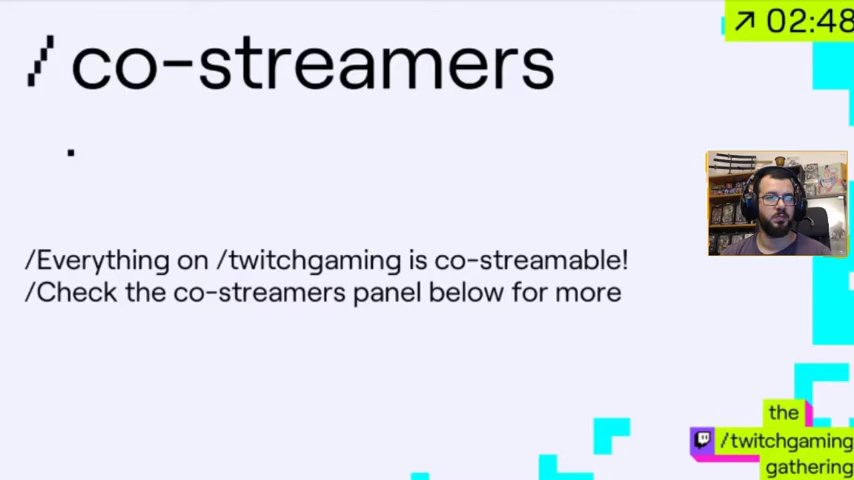 ↗ 02:48
/ co-streamers
/Everything on /twitchgaming is co-streamable!
/Check the co-streamers panel below for more
the
/twitchgaming
gathering